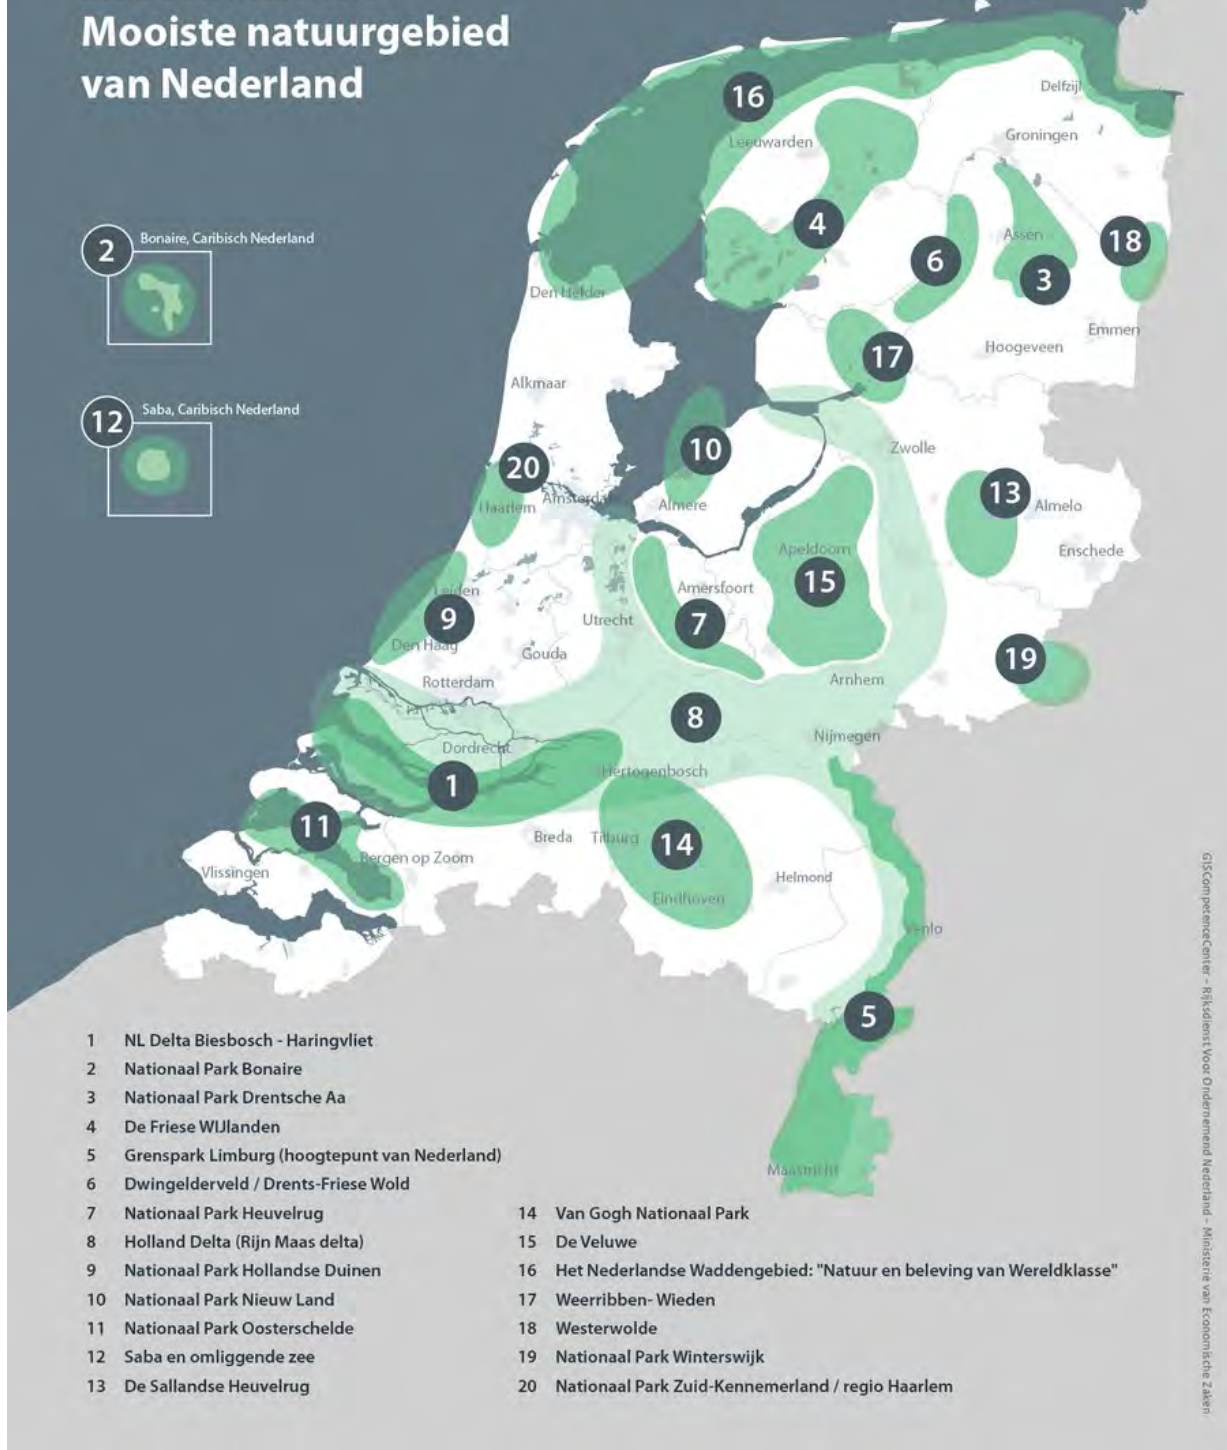 Mooiste natuurgebied
van Nederland
16
Delfzijl
Leeuwarden
Groningen
4
Assen
18
2
Bonaire, Caribisch Nederland
6
3
Den Helder
Emmen
17
Hoogeveen
Alkmaar
12
Saba, Caribisch Nederland
10
Zwolle
20
13
Haarlem
Amsterda
Almere
Almelo
Apeldoorn
Enschede
15
Leiden
Amersfoort
9
Utrecht
7
Den Haag
Gouda
19
Rotterdam
Arnhem
8
Dordrecht
Nijmegen
Hertogenbosch
1
11
Breda
Tilburg
14
Bergen op Zoom
Vlissingen
Helmond
Eindhoven
Venlo
5
Maastricht
1 NL Delta Biesbosch - Haringvliet
2 Nationaal Park Bonaire
3 Nationaal Park Drentsche Aa
4 De Friese WIJlanden
5 Grenspark Limburg (hoogtepunt van Nederland)
6 Dwingelderveld / Drents-Friese Wold
7 Nationaal Park Heuvelrug
8 Holland Delta (Rijn Maas delta)
9 Nationaal Park Hollandse Duinen
10 Nationaal Park Nieuw Land
11 Nationaal Park Oosterschelde
12 Saba en omliggende zee
13 De Sallandse Heuvelrug
14 Van Gogh Nationaal Park
15 De Veluwe
16 Het Nederlandse Waddengebied: "Natuur en beleving van Wereldklasse"
17 Weerribben- Wieden
18 Westerwolde
19 Nationaal Park Winterswijk
20 Nationaal Park Zuid-Kennemerland / regio Haarlem
GISCompetenceCenter - Rijksdienst Voor Ondernemend Nederland - Ministerie van Economische Zaken